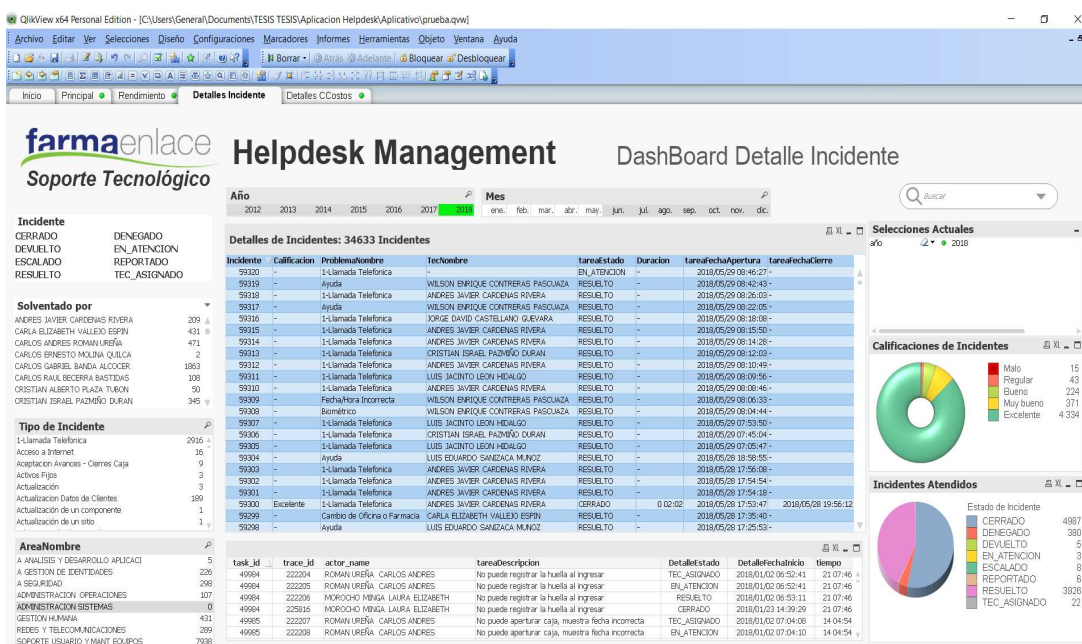 QlikView x64 Personal Edition - [C:\Users\General\Documents\TESIS TESIS\Aplicacion Helpdesk\Aplicativo\prueba.qvw]
Archivo Editar Ver Selecciones Diseño Configuraciones Marcadores Informes Herramientas Objeto Ventana Ayuda
Borrar Atrás Adelante Bloquear Desbloquear
Inicio Principal Rendimiento Detalles Incidente Detalles CCostos
farmaenlace
Soporte Tecnológico
Helpdesk Management
DashBoard Detalle Incidente
Año
2012 2013 2014 2015 2016 2017 2018
Mes
ene. feb. mar. abr. may. jun. jul. ago. sep. oct. nov. dic.
Buscar
Incidente
CERRADO DENEGADO
DEVUELTO EN_ATENCION
ESCALADO REPORTADO
RESUELTO TEC_ASIGNADO
Solventado por
ANDRES JAVIER CARDENAS RIVERA 209
CARLA ELIZABETH VALLEJO ESPIN 431
CARLOS ANDRES ROMAN UREÑA 471
CARLOS ERNESTO MOLINA QUILCA 2
CARLOS GABRIEL BANDA ALCOCER 1863
CARLOS RAUL BECERRA BASTIDAS 108
CRISTIAN ALBERTO PLAZA TUBON 50
CRISTIAN ISRAEL PAZMIÑO DURAN 345
Tipo de Incidente
1-Llamada Telefonica 2916
Acceso a Internet 16
Aceptacion Avances - Cierres Caja 9
Activos Fijos 3
Actualización 3
Actualizacion Datos de Clientes 189
Actualización de un componente 1
Actualización de un sitio 1
AreaNombre
A ANALISIS Y DESARROLLO APLICACI 5
A GESTION DE IDENTIDADES 226
A SEGURIDAD 298
ADMINISTRACION OPERACIONES 107
ADMINISTRACION SISTEMAS 0
GESTION HUMANA 431
REDES Y TELECOMUNICACIONES 289
SOPORTE USUARIO Y MANT EQUIPOS 7938
Detalles de Incidentes: 34633 Incidentes
Incidente Calificacion ProblemaNombre TecNombre tareaEstado Duracion tareaFechaApertura tareaFechaCierre
59320 - 1-Llamada Telefonica - EN_ATENCION - 2018/05/29 08:46:27 -
59319 - Ayuda WILSON ENRIQUE CONTRERAS PASCUAZA RESUELTO - 2018/05/29 08:42:43 -
59318 - 1-Llamada Telefonica ANDRES JAVIER CARDENAS RIVERA RESUELTO - 2018/05/29 08:26:03 -
59317 - Ayuda WILSON ENRIQUE CONTRERAS PASCUAZA RESUELTO - 2018/05/29 08:22:05 -
59316 - 1-Llamada Telefonica JORGE DAVID CASTELLANO GUEVARA RESUELTO - 2018/05/29 08:18:08 -
59315 - 1-Llamada Telefonica ANDRES JAVIER CARDENAS RIVERA RESUELTO - 2018/05/29 08:15:50 -
59314 - 1-Llamada Telefonica ANDRES JAVIER CARDENAS RIVERA RESUELTO - 2018/05/29 08:14:28 -
59313 - 1-Llamada Telefonica CRISTIAN ISRAEL PAZMIÑO DURAN RESUELTO - 2018/05/29 08:12:03 -
59312 - 1-Llamada Telefonica ANDRES JAVIER CARDENAS RIVERA RESUELTO - 2018/05/29 08:10:49 -
59311 - 1-Llamada Telefonica LUIS JACINTO LEON HIDALGO RESUELTO - 2018/05/29 08:09:56 -
59310 - 1-Llamada Telefonica ANDRES JAVIER CARDENAS RIVERA RESUELTO - 2018/05/29 08:08:46 -
59309 - Fecha/Hora Incorrecta WILSON ENRIQUE CONTRERAS PASCUAZA RESUELTO - 2018/05/29 08:06:33 -
59308 - Biométrico WILSON ENRIQUE CONTRERAS PASCUAZA RESUELTO - 2018/05/29 08:04:44 -
59307 - 1-Llamada Telefonica LUIS JACINTO LEON HIDALGO RESUELTO - 2018/05/29 07:53:50 -
59306 - 1-Llamada Telefonica CRISTIAN ISRAEL PAZMIÑO DURAN RESUELTO - 2018/05/29 07:45:04 -
59305 - 1-Llamada Telefonica LUIS JACINTO LEON HIDALGO RESUELTO - 2018/05/29 07:05:47 -
59304 - Ayuda LUIS EDUARDO SANIZACA MUNOZ RESUELTO - 2018/05/28 18:58:55 -
59303 - 1-Llamada Telefonica ANDRES JAVIER CARDENAS RIVERA RESUELTO - 2018/05/28 17:56:08 -
59302 - 1-Llamada Telefonica ANDRES JAVIER CARDENAS RIVERA RESUELTO - 2018/05/28 17:54:54 -
59301 - 1-Llamada Telefonica ANDRES JAVIER CARDENAS RIVERA RESUELTO - 2018/05/28 17:54:18 -
59300 Excelente 1-Llamada Telefonica ANDRES JAVIER CARDENAS RIVERA CERRADO 0 02:02 2018/05/28 17:53:47 2018/05/28 19:56:12
59299 - Cambio de Oficina o Farmacia CARLA ELIZABETH VALLEJO ESPIN RESUELTO - 2018/05/28 17:35:40 -
59298 - Ayuda LUIS EDUARDO SANIZACA MUNOZ RESUELTO - 2018/05/28 17:25:53 -
task_id trace_id actor_name tareaDescripcion DetalleEstado DetalleFechaInicio tiempo
49984 222204 ROMAN UREÑA CARLOS ANDRES No puede registrar la huella al ingresar TEC_ASIGNADO 2018/01/02 06:52:41 21 07:46
49984 222205 ROMAN UREÑA CARLOS ANDRES No puede registrar la huella al ingresar EN_ATENCION 2018/01/02 06:52:41 21 07:46
49984 222206 MOROCHO MINGA LAURA ELIZABETH No puede registrar la huella al ingresar RESUELTO 2018/01/02 06:53:11 21 07:46
49984 225816 MOROCHO MINGA LAURA ELIZABETH No puede registrar la huella al ingresar CERRADO 2018/01/23 14:39:29 21 07:46
49985 222207 ROMAN UREÑA CARLOS ANDRES No puede aperturar caja, muestra fecha incorrecta TEC_ASIGNADO 2018/01/02 07:04:08 14 04:54
49985 222208 ROMAN UREÑA CARLOS ANDRES No puede aperturar caja, muestra fecha incorrecta EN_ATENCION 2018/01/02 07:04:10 14 04:54
Selecciones Actuales
año 2018
Calificaciones de Incidentes
Malo 15
Regular 43
Bueno 224
Muy bueno 371
Excelente 4 334
Incidentes Atendidos
Estado de Incidente
CERRADO 4987
DENEGADO 380
DEVUELTO 5
EN_ATENCION 3
ESCALADO 8
REPORTADO 6
RESUELTO 3926
TEC_ASIGNADO 22